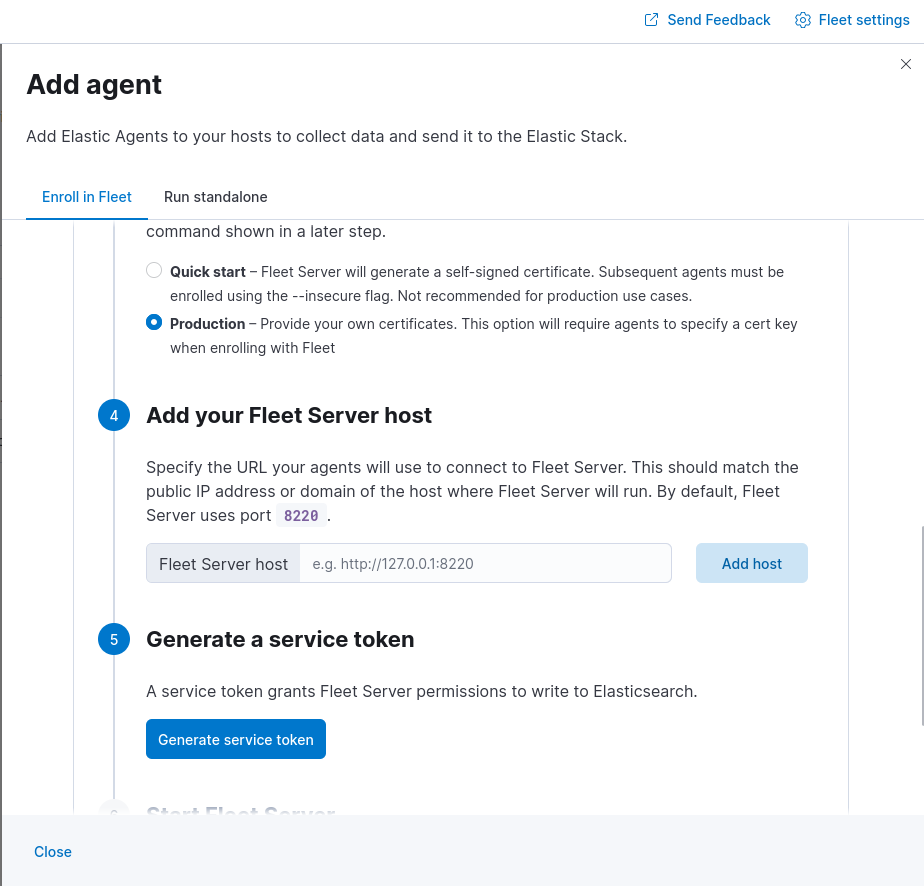 Send Feedback
Fleet settings
Add agent
Add Elastic Agents to your hosts to collect data and send it to the Elastic Stack.
Enroll in Fleet
Run standalone
command shown in a later step.
Quick start – Fleet Server will generate a self-signed certificate. Subsequent agents must be
enrolled using the --insecure flag. Not recommended for production use cases.
Production – Provide your own certificates. This option will require agents to specify a cert key
when enrolling with Fleet
4 Add your Fleet Server host
Specify the URL your agents will use to connect to Fleet Server. This should match the
public IP address or domain of the host where Fleet Server will run. By default, Fleet
Server uses port 8220 .
Fleet Server host e.g. http://127.0.0.1:8220 Add host
5 Generate a service token
A service token grants Fleet Server permissions to write to Elasticsearch.
Generate service token
6 Start Fleet Server
Close